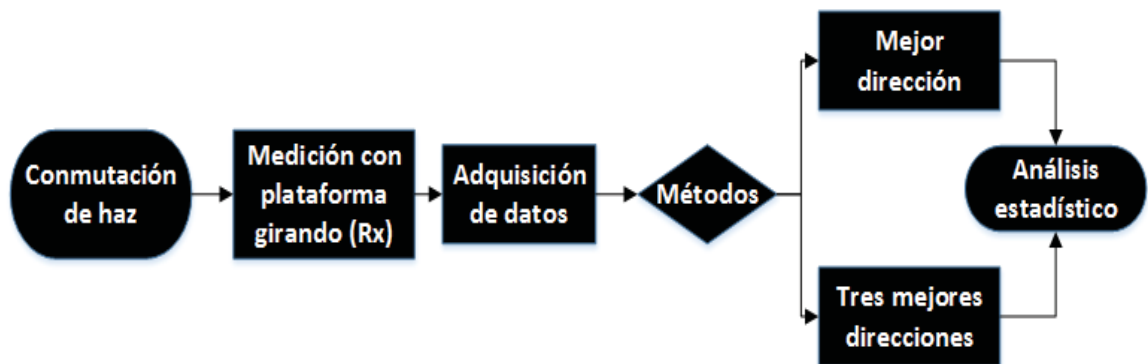 Conmutación
de haz
Medición con
plataforma
girando (Rx)
Adquisición
de datos
Métodos
Mejor
dirección
Tres mejores
direcciones
Análisis
estadístico